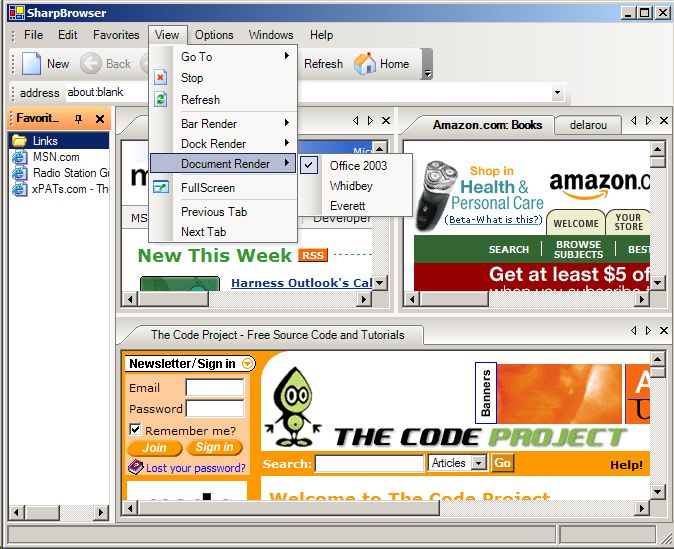 SharpBrowser
File Edit Favorites View Options Windows Help
New Back Refresh Home
address about:blank
Favorit...
Links
MSN.com
Radio Station Gu
xPATs.com - Th
Go To
Stop
Refresh
Bar Render
Dock Render
Document Render
FullScreen
Previous Tab
Next Tab
Office 2003
Whidbey
Everett
Mic
MS
Developer
New This Week RSS
Harness Outlook's Cal
Amazon.com: Books delarou
Shop in
Health &
Personal Care
(Beta-What is this?)
amazon.c
WELCOME
YOUR
STORE
SEARCH
BROWSE
SUBJECTS
BES
Get at least $5 of
when you subscribe t
The Code Project - Free Source Code and Tutorials
Newsletter/Sign in
Email
Password
Remember me?
Join Sign in
Lost your password?
Banners
THE CODE PROJECT
Search: Articles Go
Help!
Welcome to The Code Project